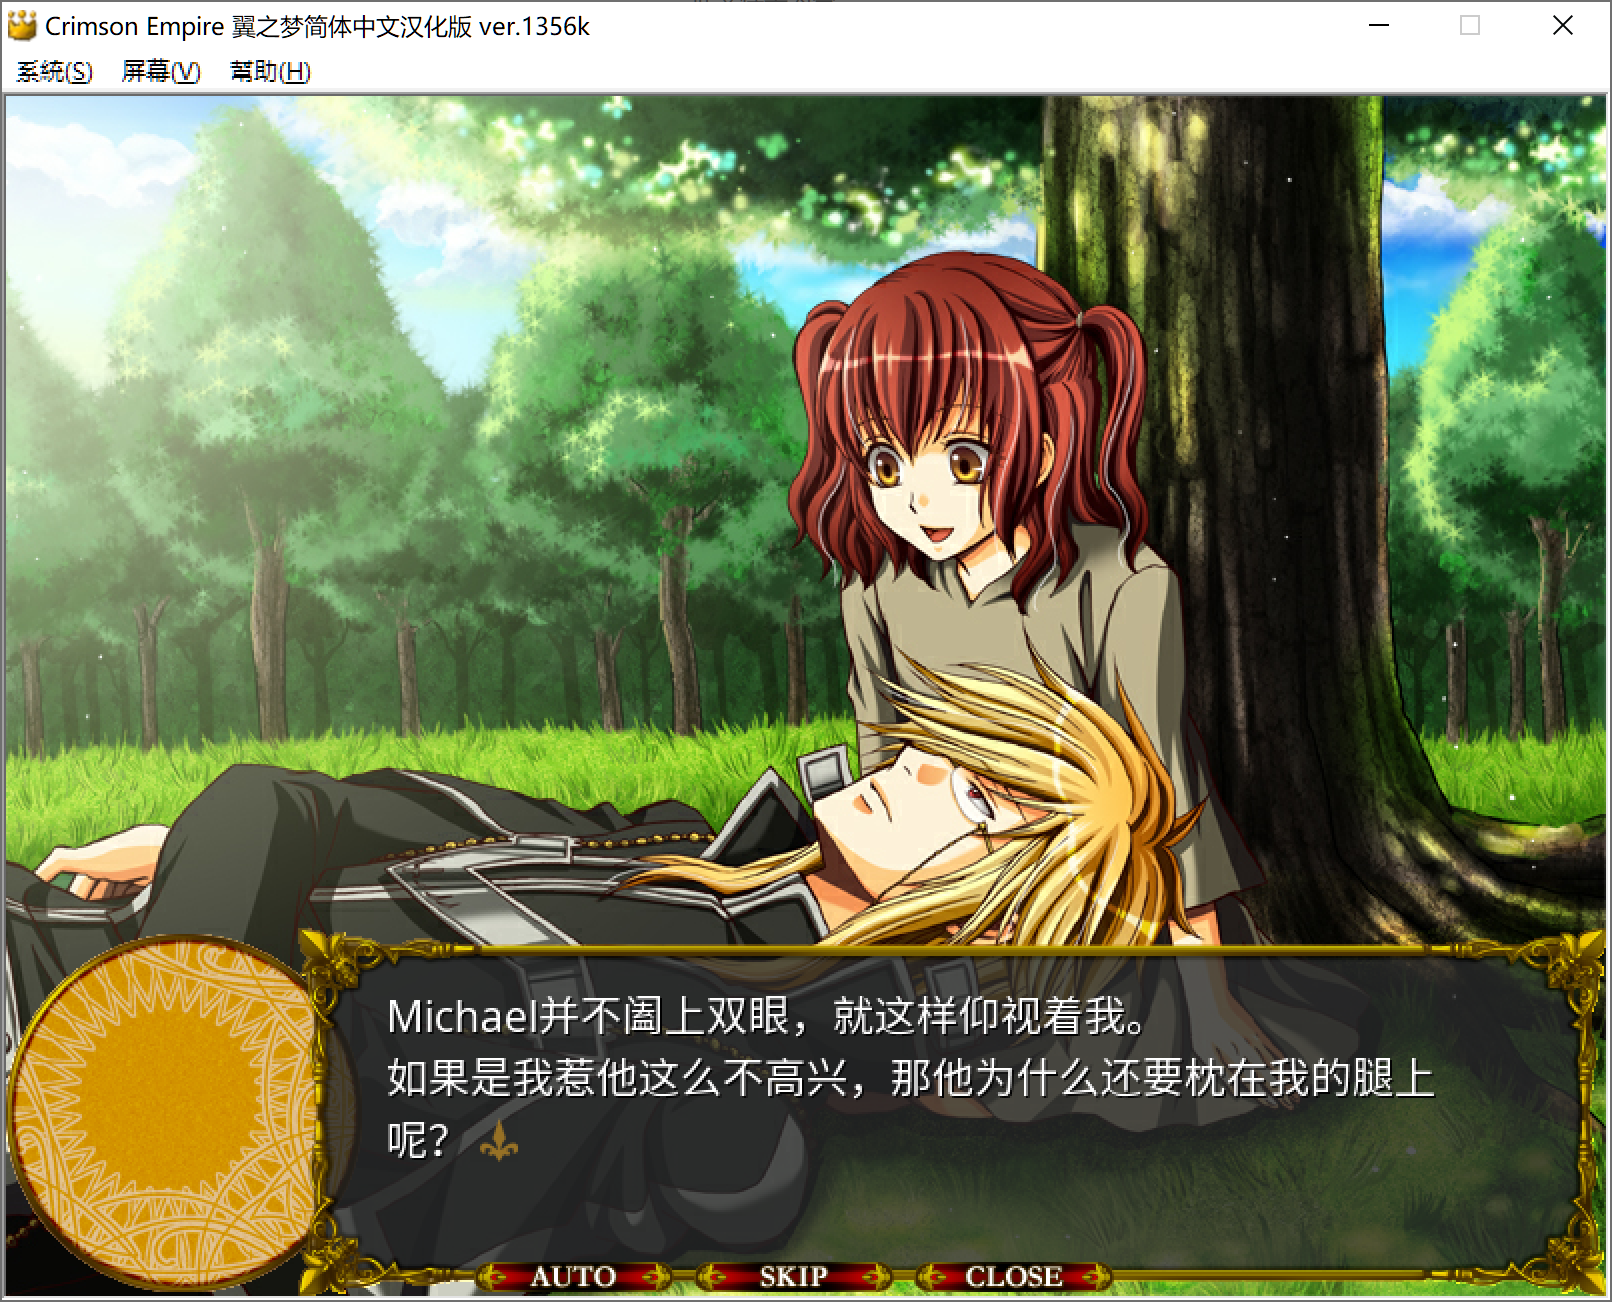 Crimson Empire 翼之梦简体中文汉化版 ver.1356k
系統(S) 屏幕(V) 幫助(H)
Michael并不阖上双眼，就这样仰视着我。
如果是我惹他这么不高兴，那他为什么还要枕在我的腿上
呢？
AUTO SKIP CLOSE